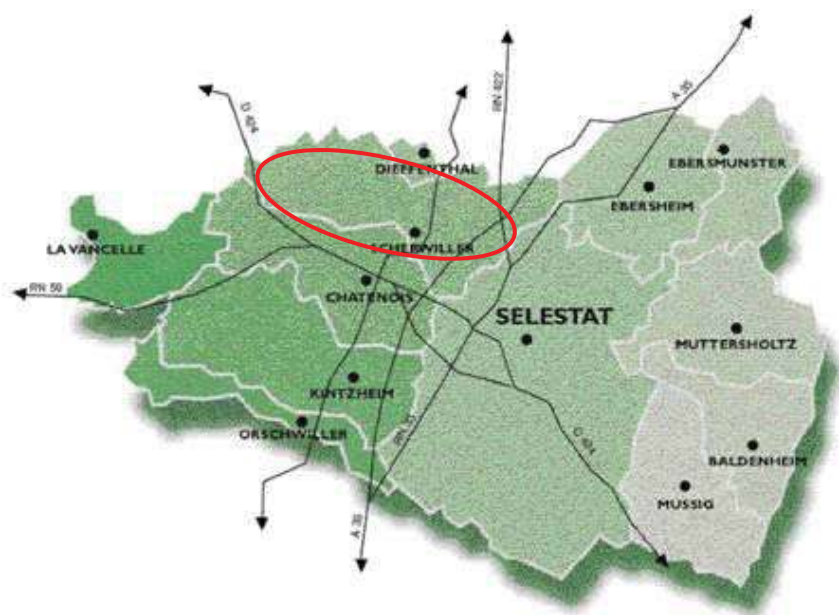 D 424
RN 422
A 35
DIEFFENTHAL
EBERSMUNSTER
EBERSHEIM
LA VANCELLE
SCHERWILLER
RN 59
CHATENOIS
SELESTAT
MUTTERSHOLTZ
KINTZHEIM
ORSCHWILLER
D 424
BALDENHEIM
MUSSIG
A 35